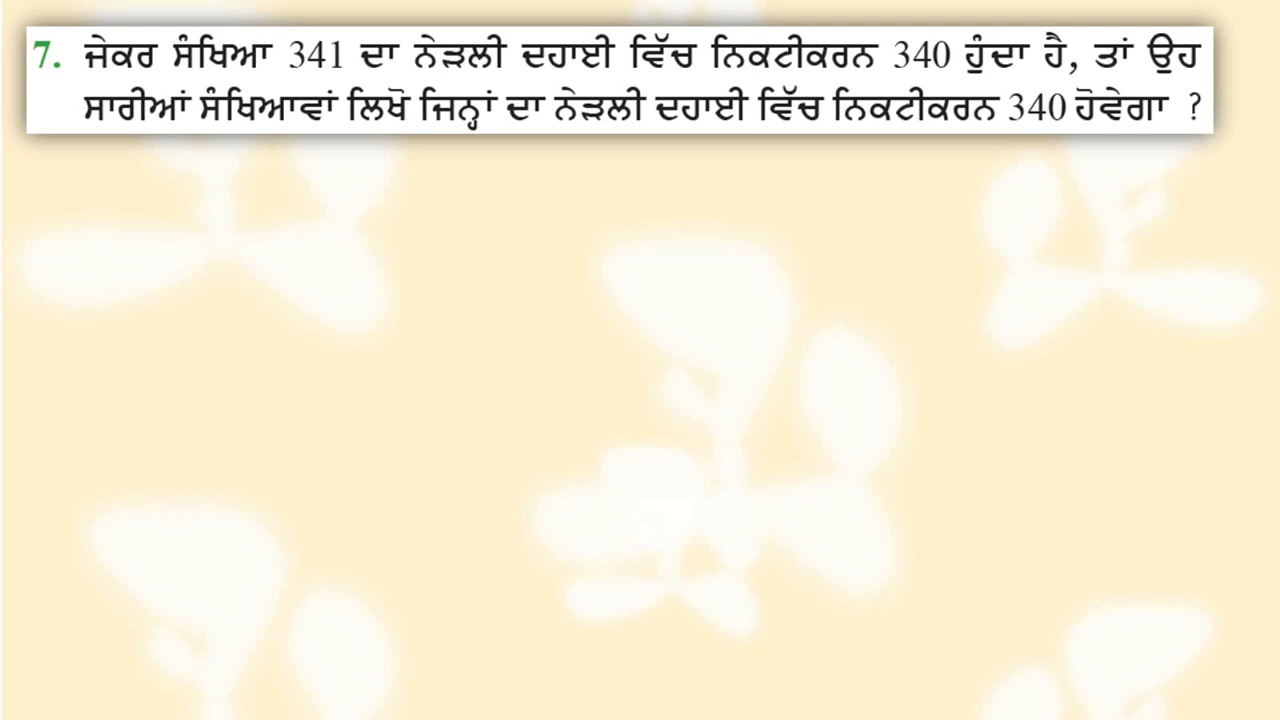 7. ਜੇਕਰ ਸੰਖਿਆ 341 ਦਾ ਨੇੜਲੀ ਦਹਾਈ ਵਿੱਚ ਨਿਕਟੀਕਰਨ 340 ਹੁੰਦਾ ਹੈ, ਤਾਂ ਉਹ
ਸਾਰੀਆਂ ਸੰਖਿਆਵਾਂ ਲਿਖੋ ਜਿਨ੍ਹਾਂ ਦਾ ਨੇੜਲੀ ਦਹਾਈ ਵਿੱਚ ਨਿਕਟੀਕਰਨ 340 ਹੋਵੇਗਾ ?